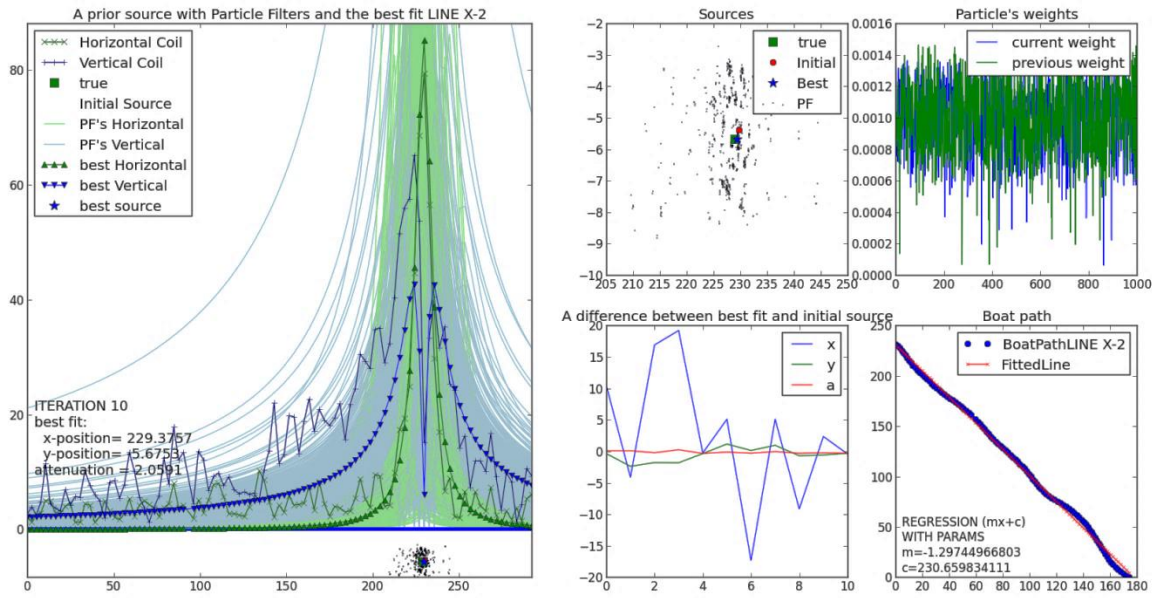 A prior source with Particle Filters and the best fit LINE X-2
Horizontal Coil
Vertical Coil
true
Initial Source
PF's Horizontal
PF's Vertical
best Horizontal
best Vertical
best source
80
60
40
20
0
ITERATION 10
best fit:
x-position= 229.3757
y-position= -5.6753
attenuation = 2.0591
0 50 100 150 200 250
Sources
true
Initial
Best
PF
−2
−3
−4
−5
−6
−7
−8
−9
−10
205 210 215 220 225 230 235 240 245 250
Particle's weights
current weight
previous weight
0.0016
0.0014
0.0012
0.0010
0.0008
0.0006
0.0004
0.0002
0.0000
0 200 400 600 800 1000
A difference between best fit and initial source
x
y
a
20
15
10
5
0
−5
−10
−15
−20
0 2 4 6 8 10
Boat path
BoatPathLINE X-2
FittedLine
250
200
150
100
50
0
REGRESSION (mx+c)
WITH PARAMS
m=-1.29744966803
c=230.659834111
0 20 40 60 80 100 120 140 160 180